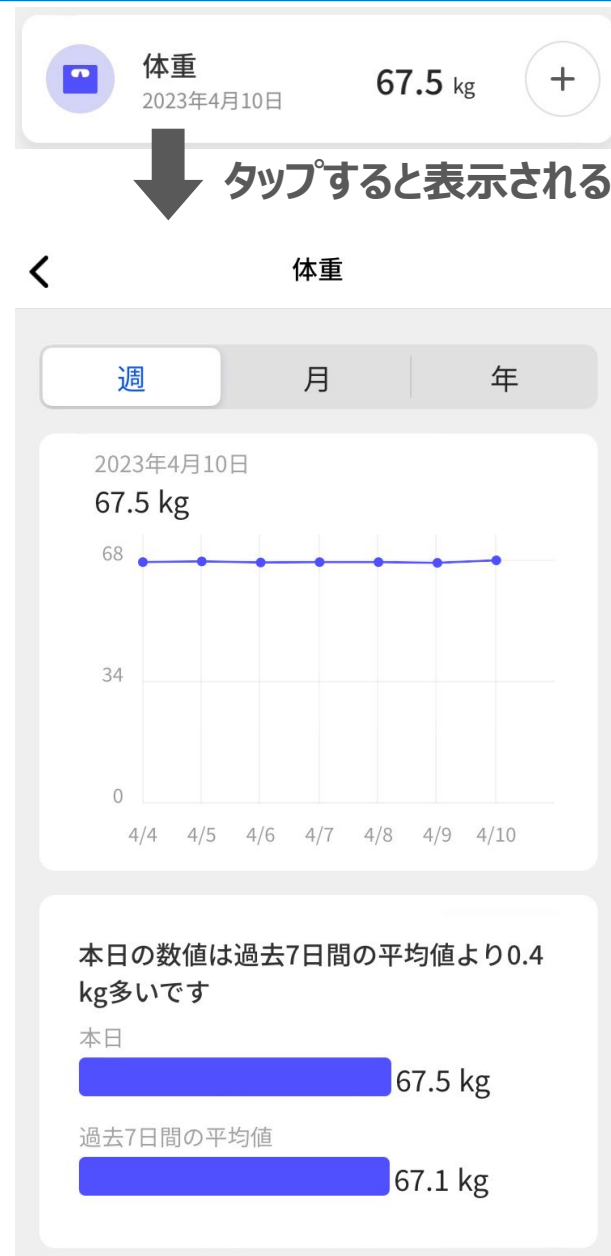 体重
2023年4月10日
67.5 kg
+
タップすると表示される
体重
週 月 年
2023年4月10日
67.5 kg
68
34
0
4/4 4/5 4/6 4/7 4/8 4/9 4/10
本日の数値は過去7日間の平均値より0.4
kg多いです
本日
67.5 kg
過去7日間の平均値
67.1 kg